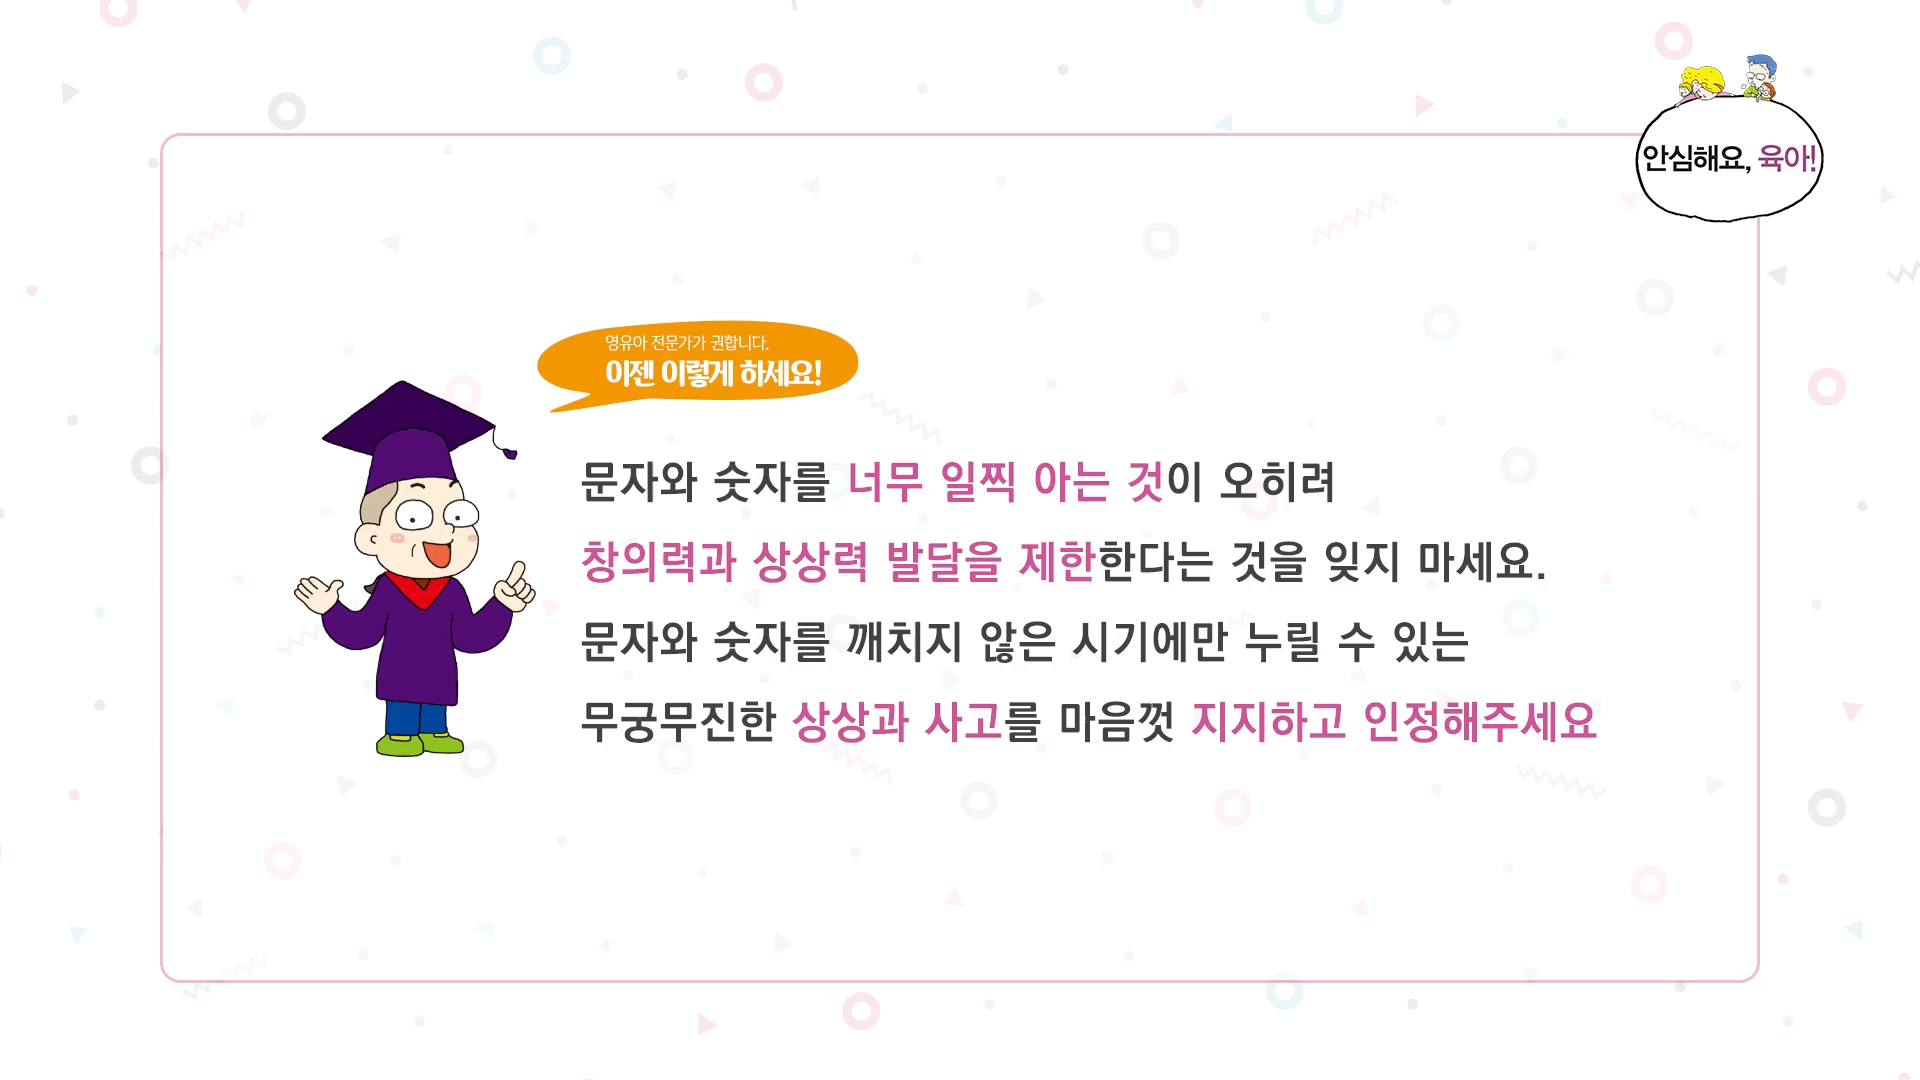 안심해요, 육아!
영유아 전문가가 권합니다.
이젠 이렇게 하세요!
문자와 숫자를 너무 일찍 아는 것이 오히려
창의력과 상상력 발달을 제한한다는 것을 잊지 마세요.
문자와 숫자를 깨치지 않은 시기에만 누릴 수 있는
무궁무진한 상상과 사고를 마음껏 지지하고 인정해주세요